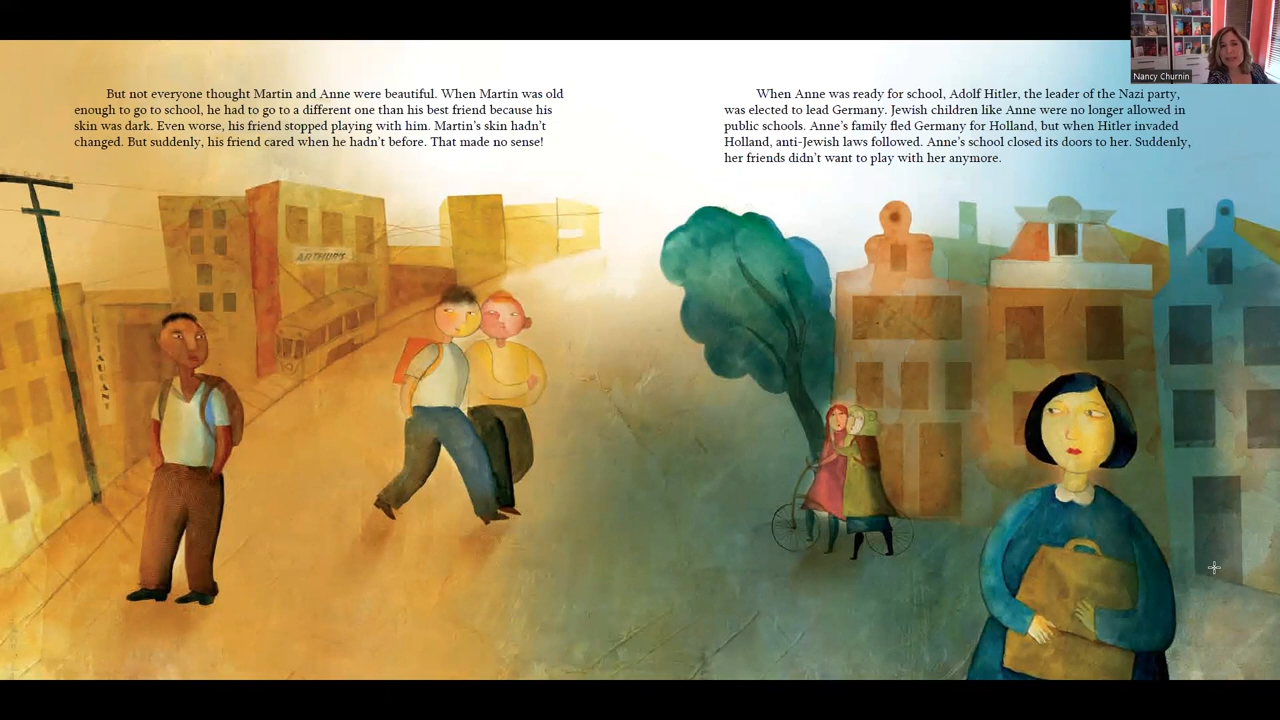 But not everyone thought Martin and Anne were beautiful. When Martin was old
enough to go to school, he had to go to a different one than his best friend because his
skin was dark. Even worse, his friend stopped playing with him. Martin's skin hadn't
changed. But suddenly, his friend cared when he hadn't before. That made no sense!
When Anne was ready for school, Adolf Hitler, the leader of the Nazi party,
was elected to lead Germany. Jewish children like Anne were no longer allowed in
public schools. Anne's family fled Germany for Holland, but when Hitler invaded
Holland, anti-Jewish laws followed. Anne's school closed its doors to her. Suddenly,
her friends didn't want to play with her anymore.
Nancy Churnin
ARTHUR'S
RESTAURANT